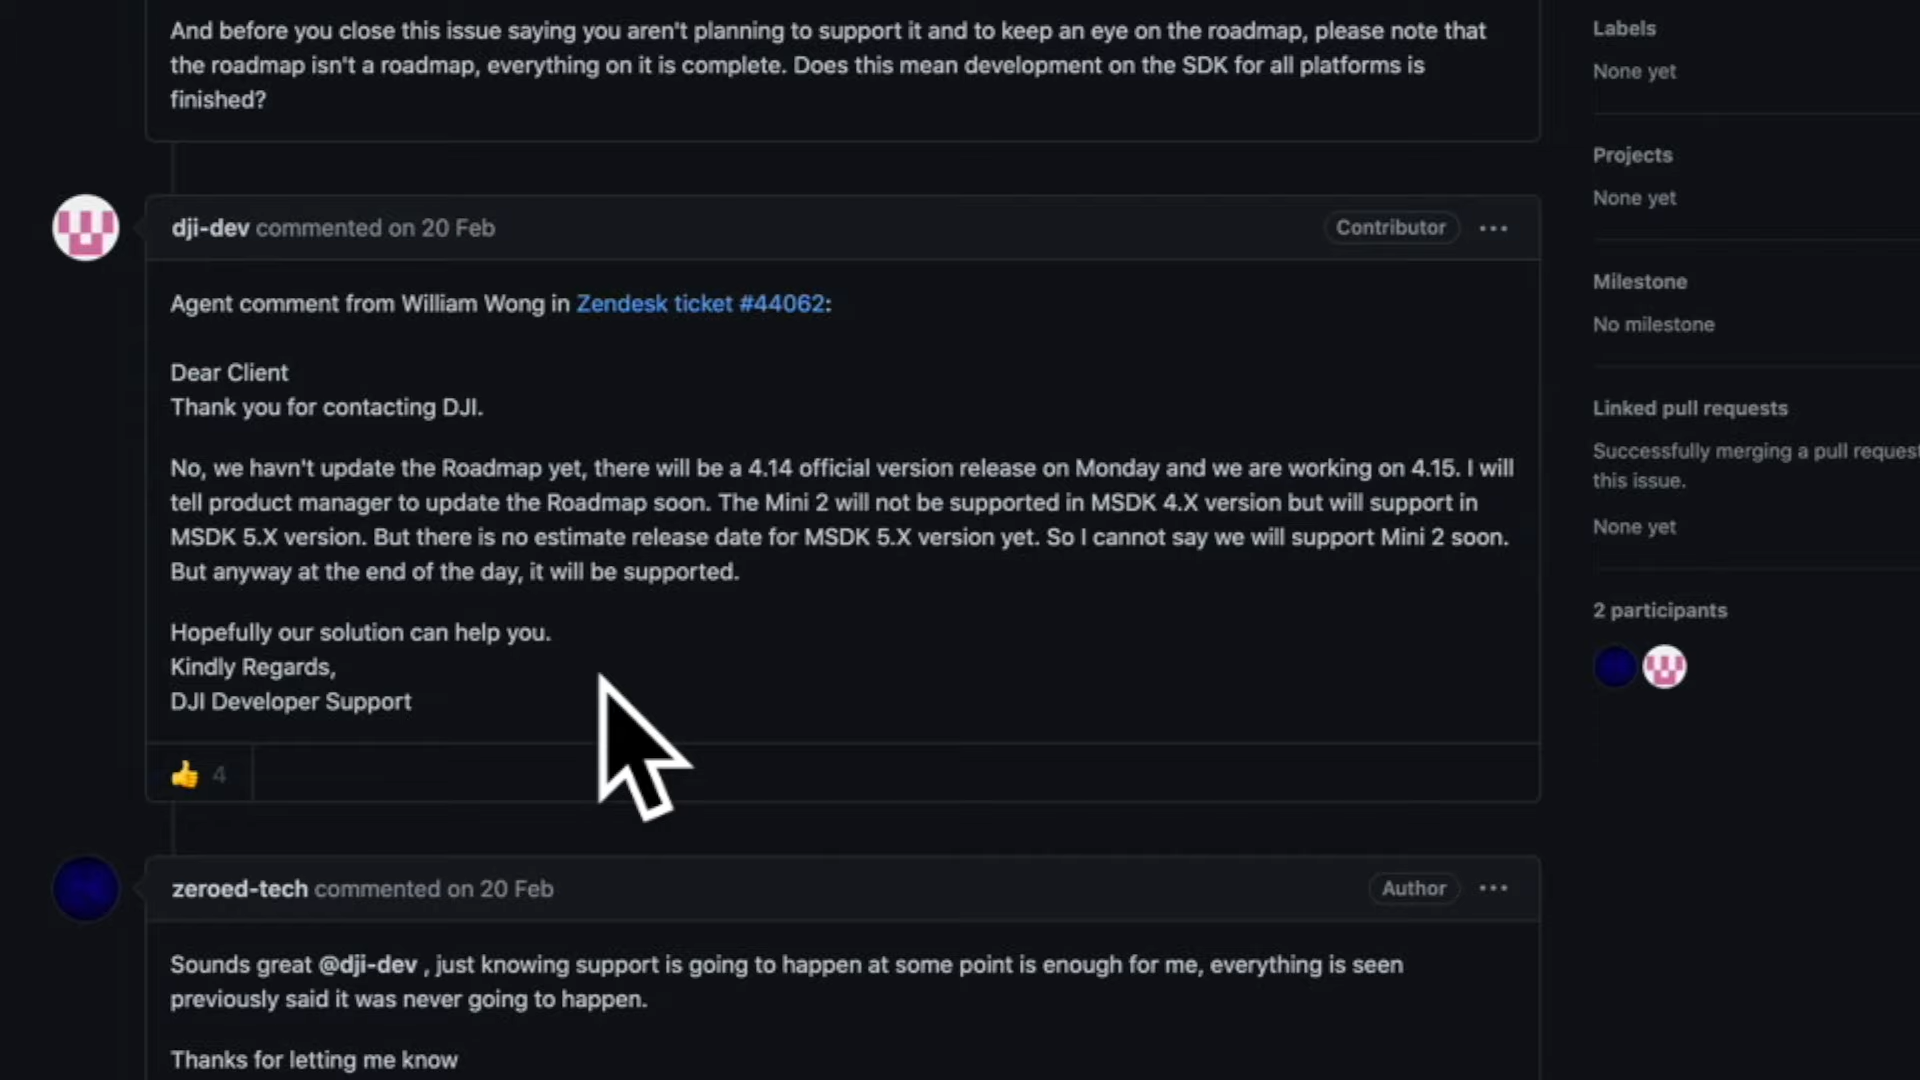 And before you close this issue saying you aren't planning to support it and to keep an eye on the roadmap, please note that
the roadmap isn't a roadmap, everything on it is complete. Does this mean development on the SDK for all platforms is
finished?
dji-dev commented on 20 Feb
Contributor
Agent comment from William Wong in Zendesk ticket #44062:
Dear Client
Thank you for contacting DJI.
No, we havn't update the Roadmap yet, there will be a 4.14 official version release on Monday and we are working on 4.15. I will
tell product manager to update the Roadmap soon. The Mini 2 will not be supported in MSDK 4.X version but will support in
MSDK 5.X version. But there is no estimate release date for MSDK 5.X version yet. So I cannot say we will support Mini 2 soon.
But anyway at the end of the day, it will be supported.
Hopefully our solution can help you.
Kindly Regards,
DJI Developer Support
👍 4
zeroed-tech commented on 20 Feb
Author
Sounds great @dji-dev , just knowing support is going to happen at some point is enough for me, everything is seen
previously said it was never going to happen.
Thanks for letting me know
Labels
None yet
Projects
None yet
Milestone
No milestone
Linked pull requests
Successfully merging a pull request
this issue.
None yet
2 participants